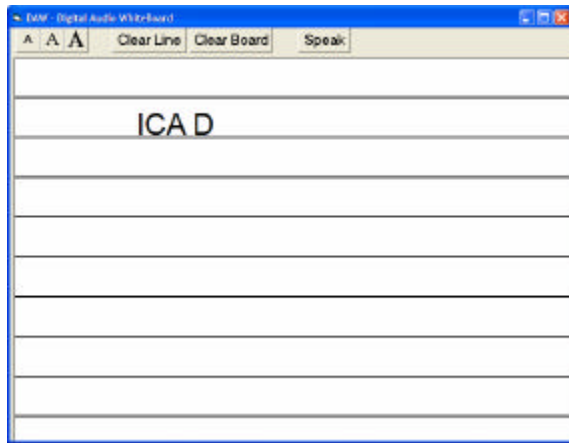 DAW - Digital Audio WhiteBoard
A A A Clear Line Clear Board Speak
ICA D